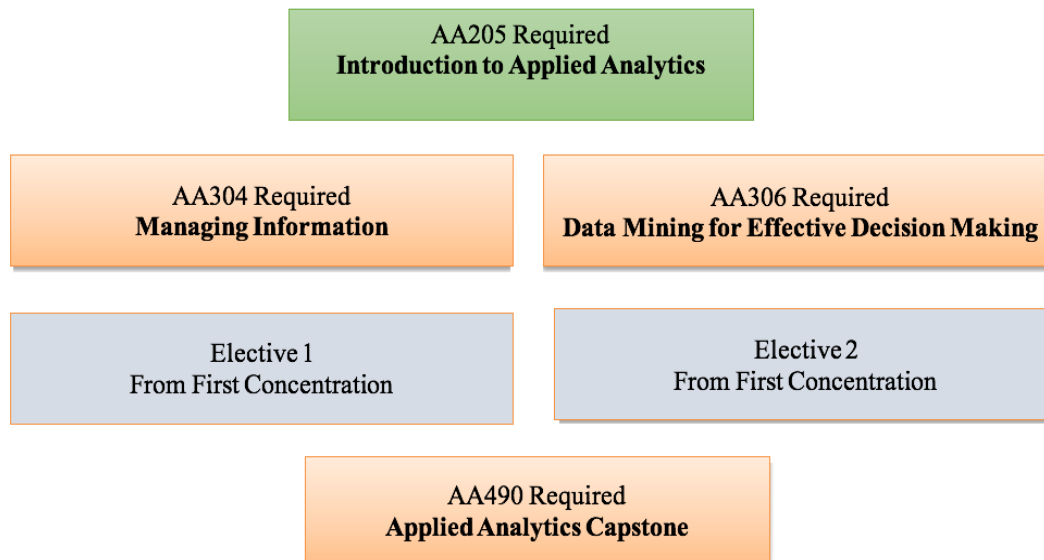 AA205 Required
Introduction to Applied Analytics
AA304 Required
Managing Information
AA306 Required
Data Mining for Effective Decision Making
Elective 1
From First Concentration
Elective 2
From First Concentration
AA490 Required
Applied Analytics Capstone